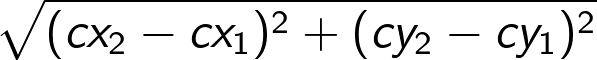 √(cx₂ − cx₁)² + (cy₂ − cy₁)²